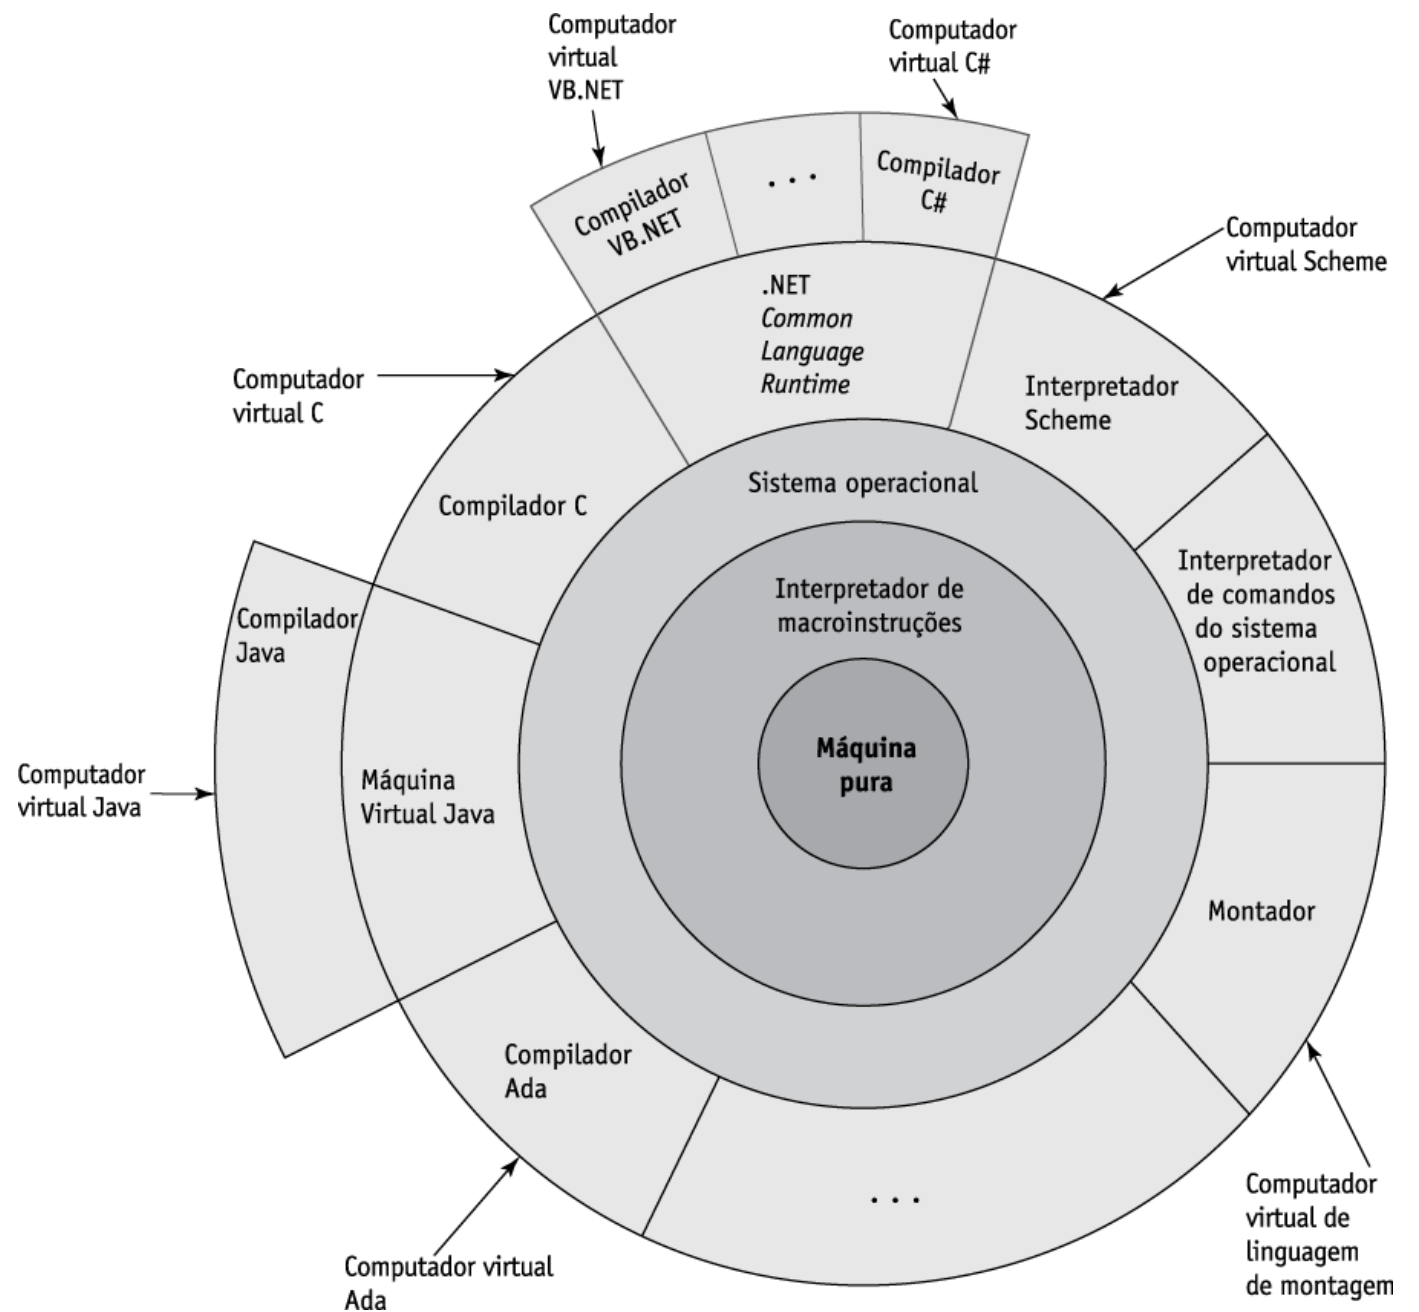 Computador
virtual
VB.NET
Computador
virtual C#
Compilador
VB.NET
. . .
Compilador
C#
Computador
virtual Scheme
.NET
Common
Language
Runtime
Computador
virtual C
Interpretador
Scheme
Compilador C
Sistema operacional
Interpretador
de comandos
do sistema
operacional
Interpretador de
macroinstruções
Compilador
Java
Máquina
pura
Computador
virtual Java
Máquina
Virtual Java
Montador
Compilador
Ada
. . .
Computador
virtual de
linguagem
de montagem
Computador virtual
Ada